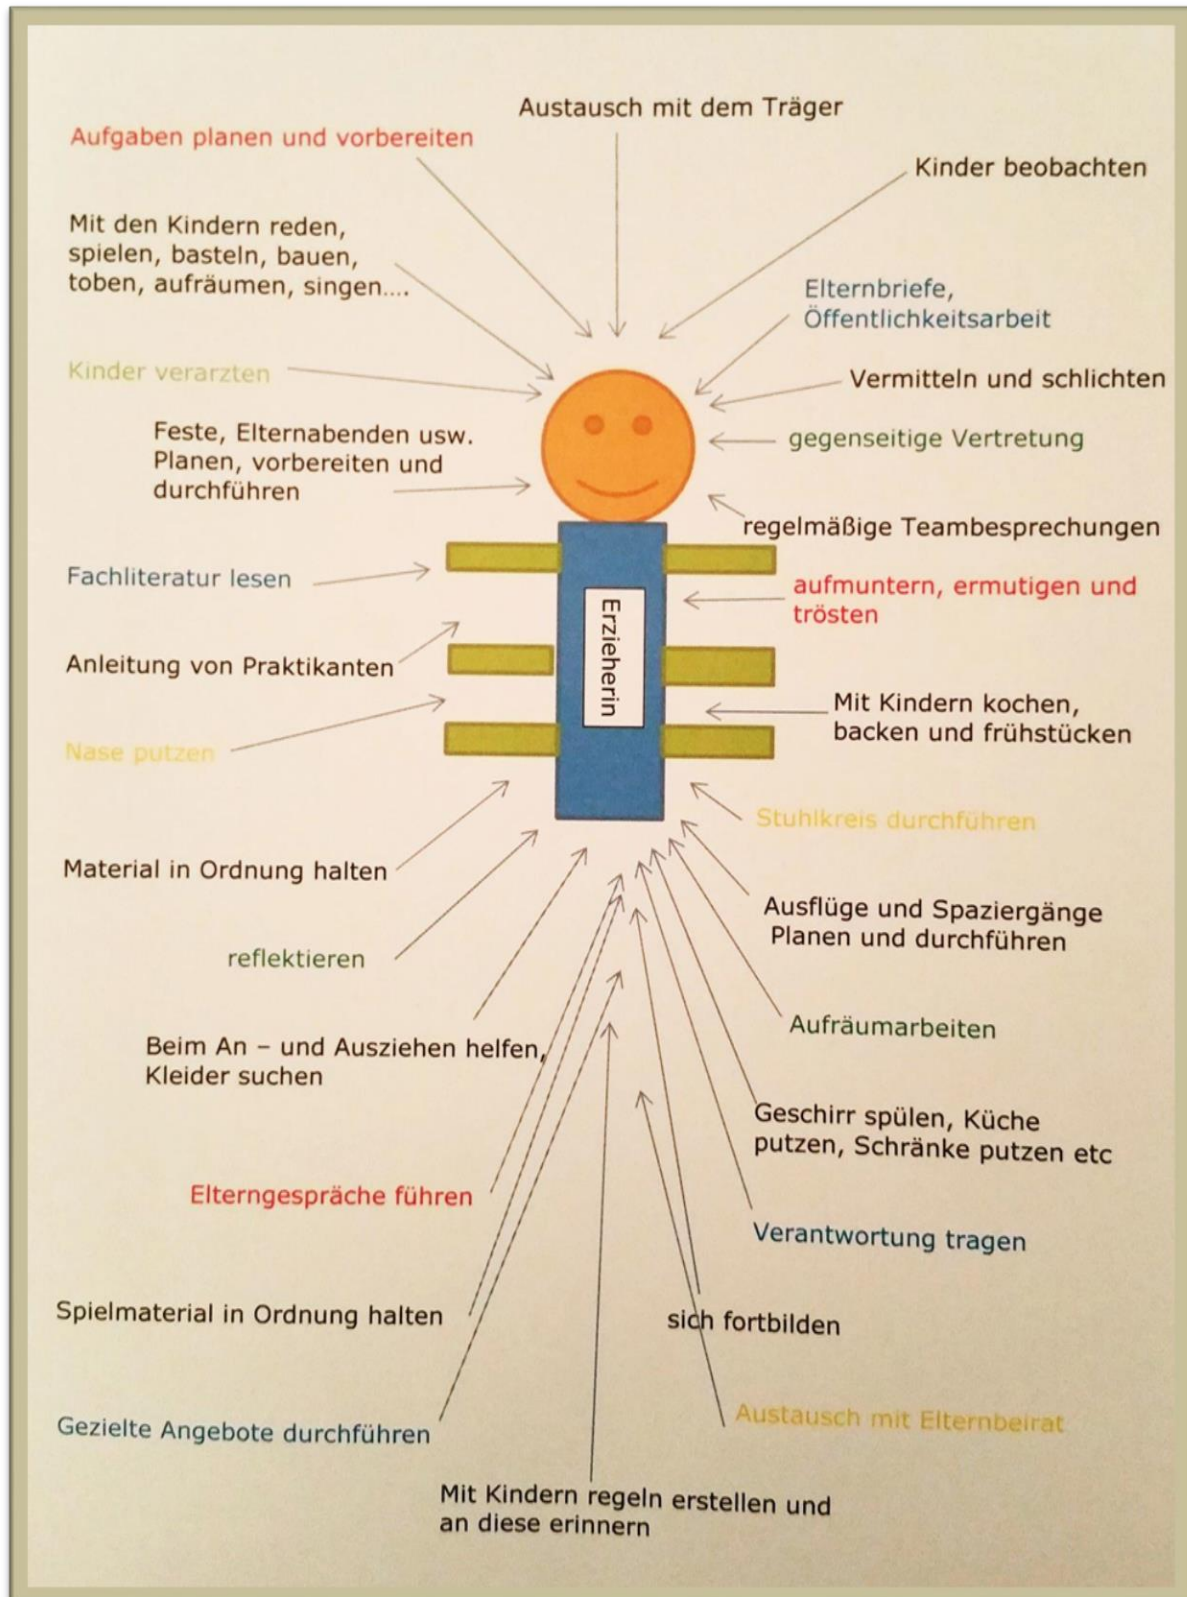 Austausch mit dem Träger
Aufgaben planen und vorbereiten
Kinder beobachten
Mit den Kindern reden,
spielen, basteln, bauen,
toben, aufräumen, singen....
Elternbriefe,
Öffentlichkeitsarbeit
Kinder verarzten
Vermitteln und schlichten
Feste, Elternabenden usw.
Planen, vorbereiten und
durchführen
gegenseitige Vertretung
regelmäßige Teambesprechungen
Fachliteratur lesen
aufmuntern, ermutigen und
trösten
Erzieherin
Anleitung von Praktikanten
Mit Kindern kochen,
backen und frühstücken
Nase putzen
Stuhlkreis durchführen
Material in Ordnung halten
Ausflüge und Spaziergänge
Planen und durchführen
reflektieren
Aufräumarbeiten
Beim An – und Ausziehen helfen,
Kleider suchen
Geschirr spülen, Küche
putzen, Schränke putzen etc
Elterngespräche führen
Verantwortung tragen
Spielmaterial in Ordnung halten
sich fortbilden
Gezielte Angebote durchführen
Austausch mit Elternbeirat
Mit Kindern regeln erstellen und
an diese erinnern